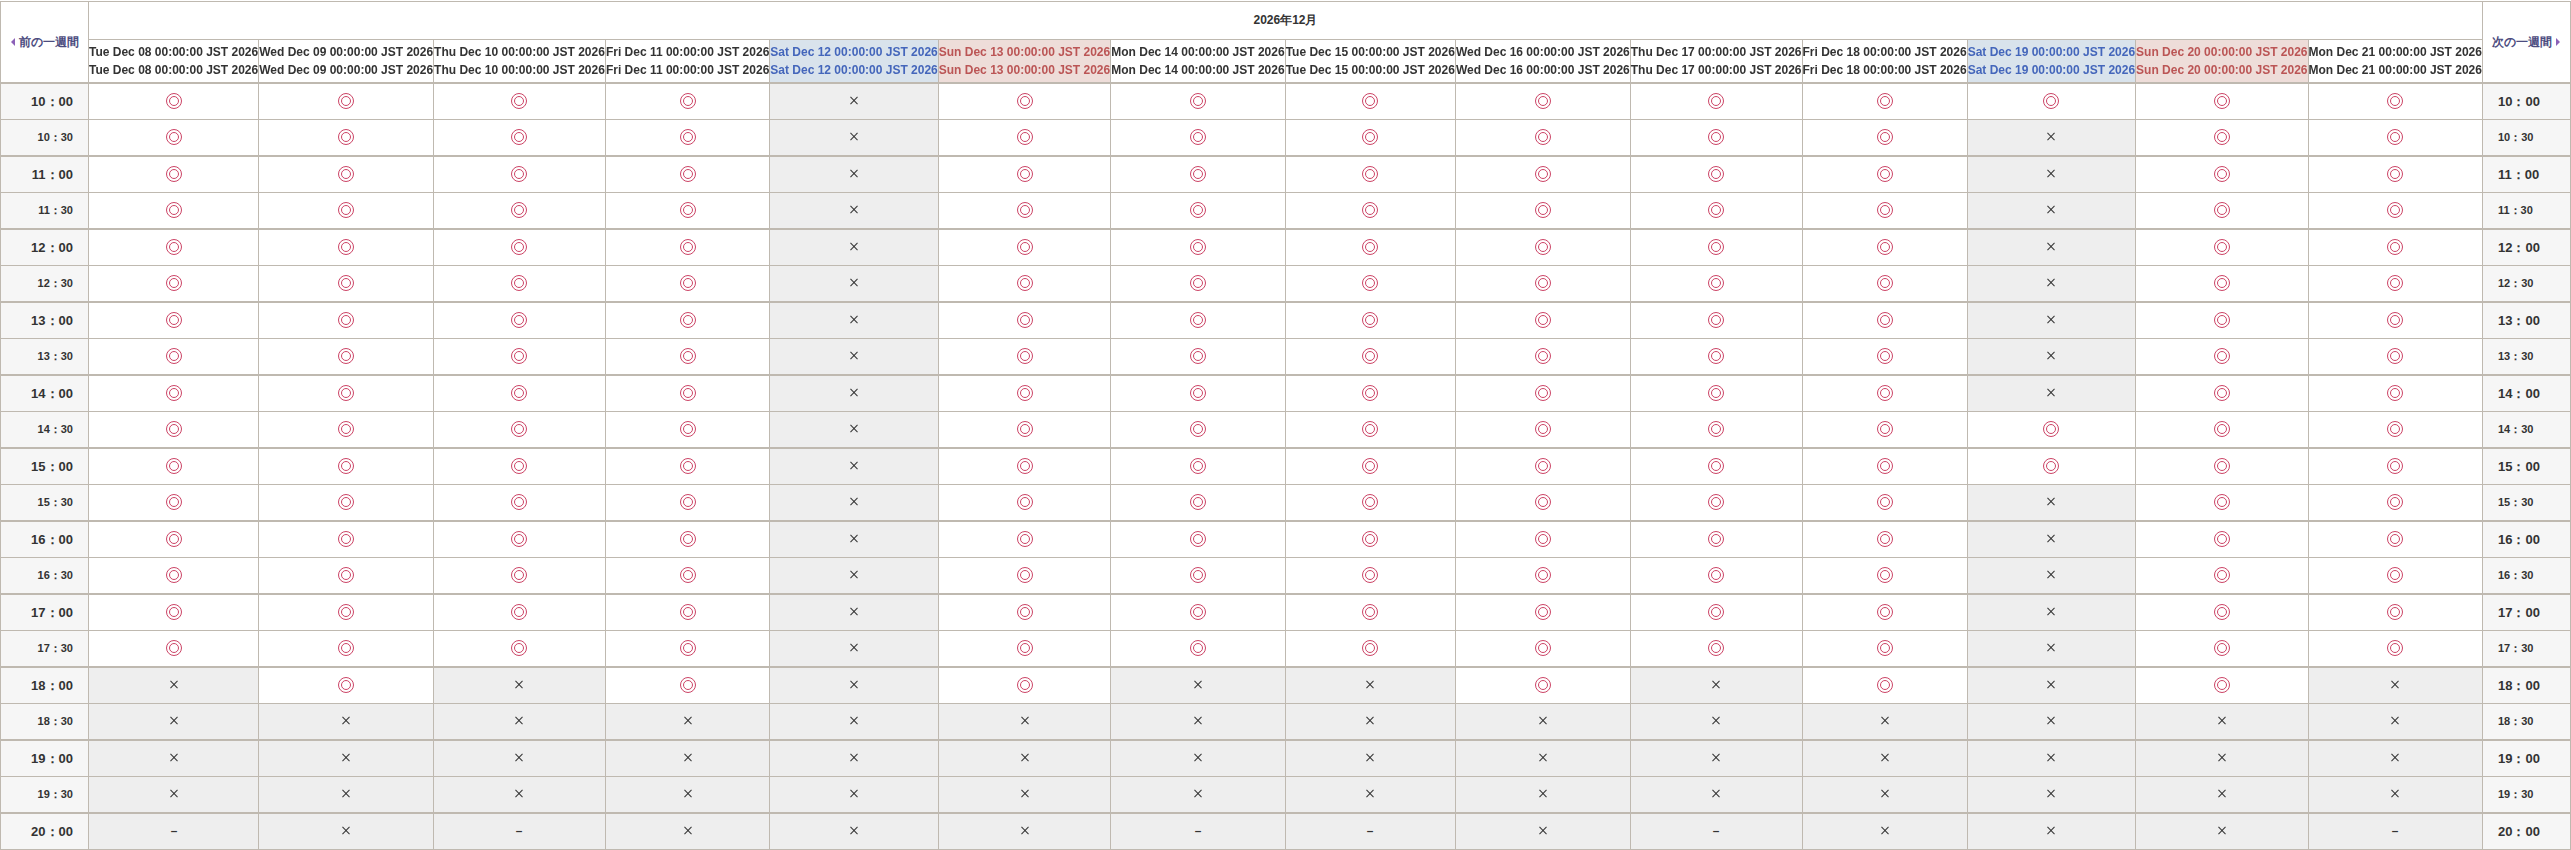 2026年12月
前の一週間 次の一週間
Tue Dec 08 00:00:00 JST 2026 Wed Dec 09 00:00:00 JST 2026 Thu Dec 10 00:00:00 JST 2026 Fri Dec 11 00:00:00 JST 2026 Sat Dec 12 00:00:00 JST 2026 Sun Dec 13 00:00:00 JST 2026 Mon Dec 14 00:00:00 JST 2026 Tue Dec 15 00:00:00 JST 2026 Wed Dec 16 00:00:00 JST 2026 Thu Dec 17 00:00:00 JST 2026 Fri Dec 18 00:00:00 JST 2026 Sat Dec 19 00:00:00 JST 2026 Sun Dec 20 00:00:00 JST 2026 Mon Dec 21 00:00:00 JST 2026
Tue Dec 08 00:00:00 JST 2026 Wed Dec 09 00:00:00 JST 2026 Thu Dec 10 00:00:00 JST 2026 Fri Dec 11 00:00:00 JST 2026 Sat Dec 12 00:00:00 JST 2026 Sun Dec 13 00:00:00 JST 2026 Mon Dec 14 00:00:00 JST 2026 Tue Dec 15 00:00:00 JST 2026 Wed Dec 16 00:00:00 JST 2026 Thu Dec 17 00:00:00 JST 2026 Fri Dec 18 00:00:00 JST 2026 Sat Dec 19 00:00:00 JST 2026 Sun Dec 20 00:00:00 JST 2026 Mon Dec 21 00:00:00 JST 2026
10：00 ◎ ◎ ◎ ◎ × ◎ ◎ ◎ ◎ ◎ ◎ ◎ ◎ ◎ 10：00
10：30 ◎ ◎ ◎ ◎ × ◎ ◎ ◎ ◎ ◎ ◎ × ◎ ◎ 10：30
11：00 ◎ ◎ ◎ ◎ × ◎ ◎ ◎ ◎ ◎ ◎ × ◎ ◎ 11：00
11：30 ◎ ◎ ◎ ◎ × ◎ ◎ ◎ ◎ ◎ ◎ × ◎ ◎ 11：30
12：00 ◎ ◎ ◎ ◎ × ◎ ◎ ◎ ◎ ◎ ◎ × ◎ ◎ 12：00
12：30 ◎ ◎ ◎ ◎ × ◎ ◎ ◎ ◎ ◎ ◎ × ◎ ◎ 12：30
13：00 ◎ ◎ ◎ ◎ × ◎ ◎ ◎ ◎ ◎ ◎ × ◎ ◎ 13：00
13：30 ◎ ◎ ◎ ◎ × ◎ ◎ ◎ ◎ ◎ ◎ × ◎ ◎ 13：30
14：00 ◎ ◎ ◎ ◎ × ◎ ◎ ◎ ◎ ◎ ◎ × ◎ ◎ 14：00
14：30 ◎ ◎ ◎ ◎ × ◎ ◎ ◎ ◎ ◎ ◎ ◎ ◎ ◎ 14：30
15：00 ◎ ◎ ◎ ◎ × ◎ ◎ ◎ ◎ ◎ ◎ ◎ ◎ ◎ 15：00
15：30 ◎ ◎ ◎ ◎ × ◎ ◎ ◎ ◎ ◎ ◎ × ◎ ◎ 15：30
16：00 ◎ ◎ ◎ ◎ × ◎ ◎ ◎ ◎ ◎ ◎ × ◎ ◎ 16：00
16：30 ◎ ◎ ◎ ◎ × ◎ ◎ ◎ ◎ ◎ ◎ × ◎ ◎ 16：30
17：00 ◎ ◎ ◎ ◎ × ◎ ◎ ◎ ◎ ◎ ◎ × ◎ ◎ 17：00
17：30 ◎ ◎ ◎ ◎ × ◎ ◎ ◎ ◎ ◎ ◎ × ◎ ◎ 17：30
18：00 × ◎ × ◎ × ◎ × × ◎ × ◎ × ◎ × 18：00
18：30 × × × × × × × × × × × × × × 18：30
19：00 × × × × × × × × × × × × × × 19：00
19：30 × × × × × × × × × × × × × × 19：30
20：00 － × － × × × － － × － × × × － 20：00